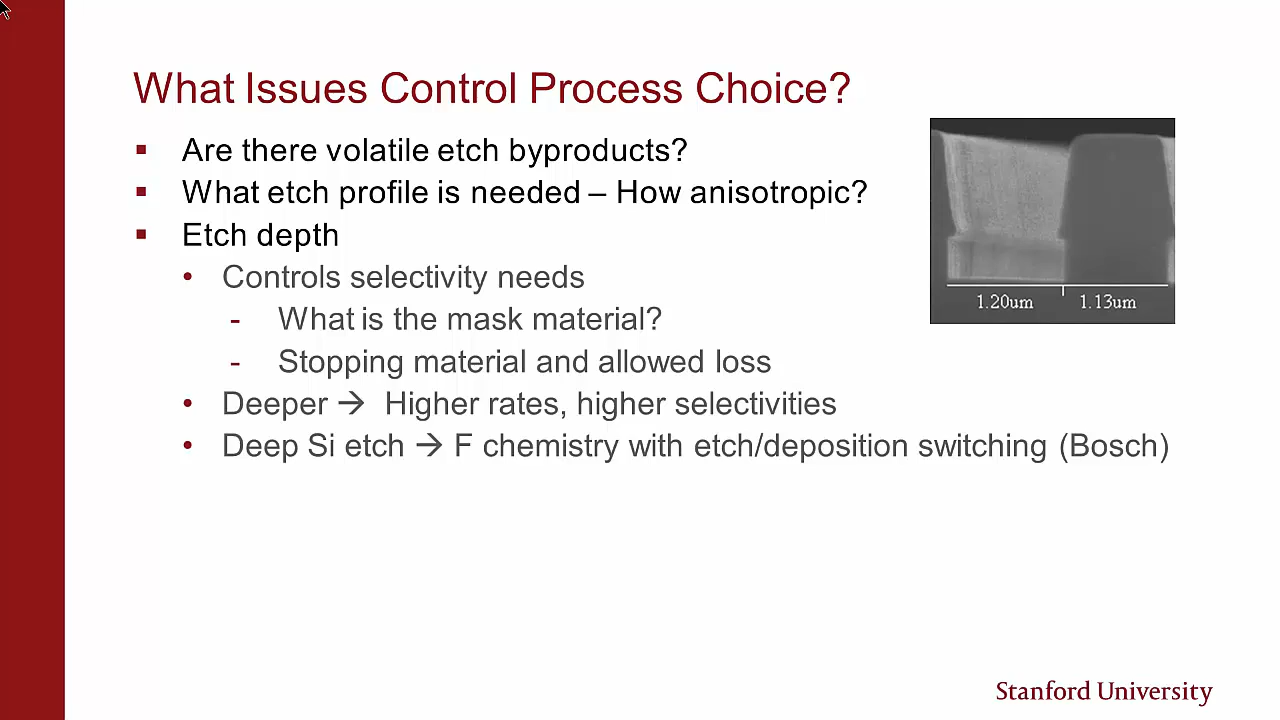 What Issues Control Process Choice?
▪ Are there volatile etch byproducts?
▪ What etch profile is needed – How anisotropic?
▪ Etch depth
• Controls selectivity needs
- What is the mask material?
- Stopping material and allowed loss
• Deeper → Higher rates, higher selectivities
• Deep Si etch → F chemistry with etch/deposition switching (Bosch)
1.20um 1.13um
Stanford University